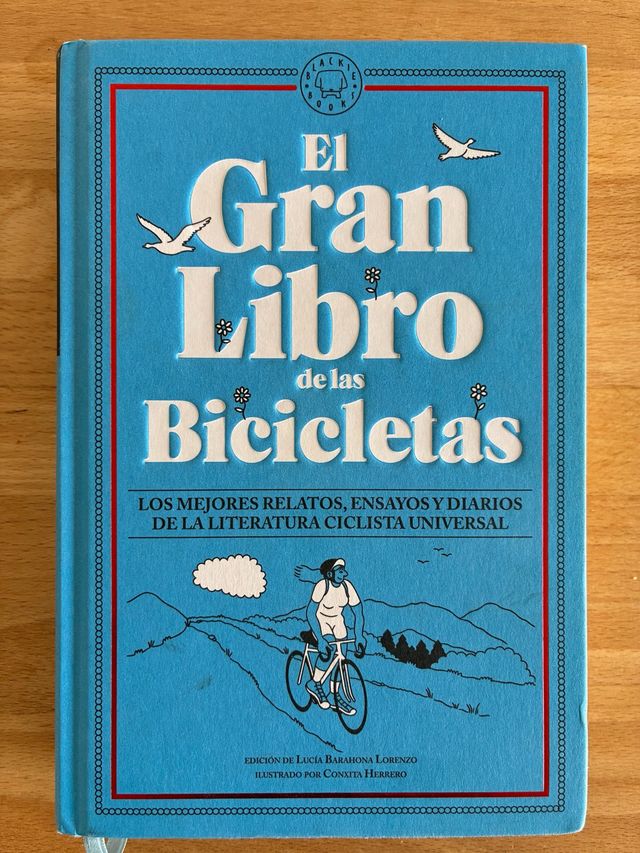 BLACKIE
BOOKS
El
Gran
Libro
de las
Bicicletas
LOS MEJORES RELATOS, ENSAYOS Y DIARIOS
DE LA LITERATURA CICLISTA UNIVERSAL
EDICIÓN DE LUCÍA BARAHONA LORENZO
ILUSTRADO POR CONXITA HERRERO